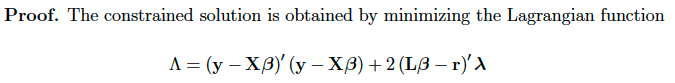 Proof. The constrained solution is obtained by minimizing the Lagrangian function
Λ = (y − Xβ)′ (y − Xβ) + 2 (Lβ − r)′ λ